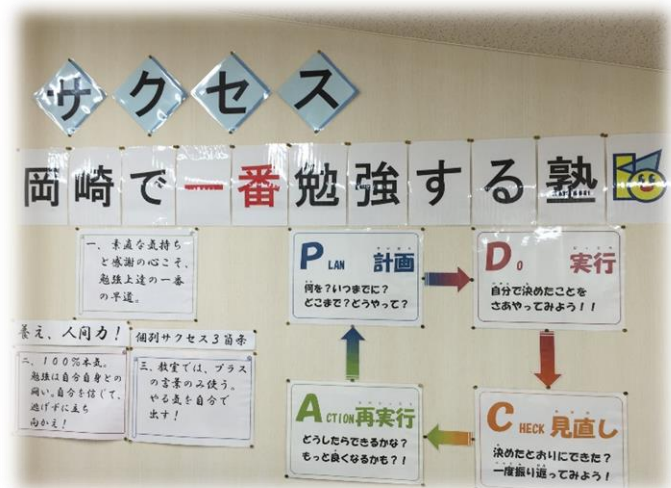 サクセス
岡崎で一番勉強する塾
一、素直な気持ち
と感謝の心こそ、
勉強上達の一番
の早道。
養え、人間力！
個別サクセス3箇条
二、100%本気。
勉強は自分自身との
闘い。自分を信じて、
逃げずに立ち
向かえ！
三、教室では、プラス
の言葉のみ使う。
やる気を自分で
出す！
PLAN 計画
何を？いつまでに？
どこまで？どうやって？
DO 実行
自分で決めたことを
さあやってみよう！！
ACTION再実行
どうしたらできるかな？
もっと良くなるかも？！
CHECK 見直し
決めたとおりにできた？
一度振り返ってみよう！